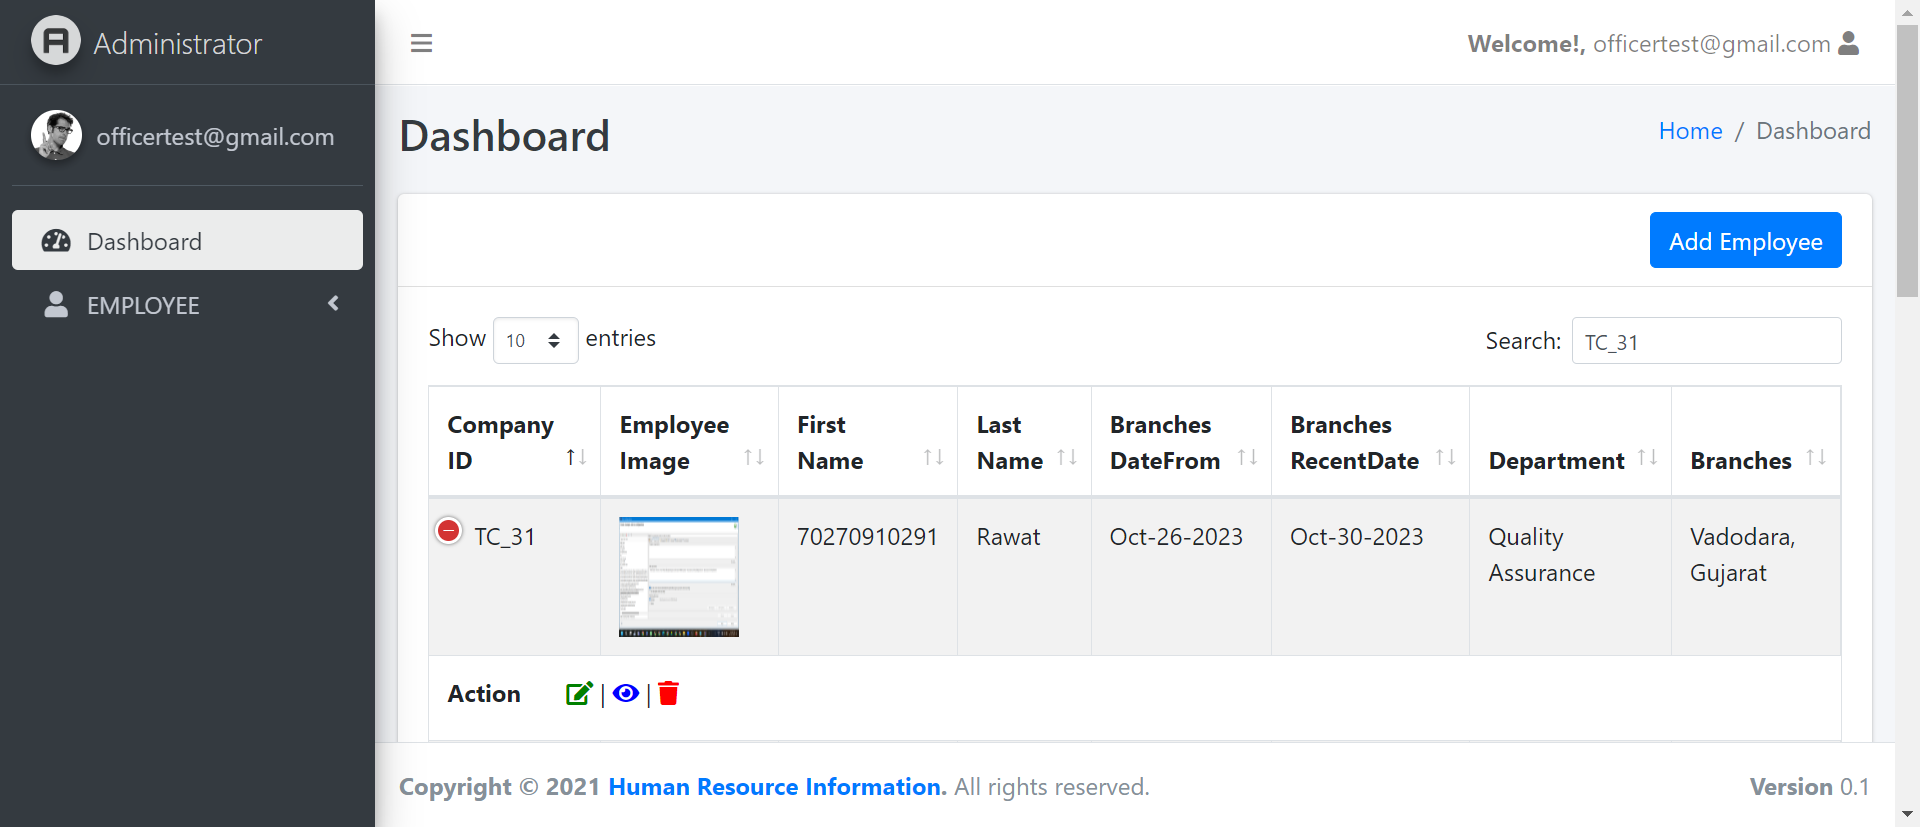 Administrator
Welcome!, officertest@gmail.com
officertest@gmail.com
Dashboard
Home / Dashboard
Dashboard
EMPLOYEE
Add Employee
Show 10 entries
Search: TC_31
Company ID
Employee Image
First Name
Last Name
Branches DateFrom
Branches RecentDate
Department
Branches
TC_31
70270910291
Rawat
Oct-26-2023
Oct-30-2023
Quality Assurance
Vadodara, Gujarat
Action | |
Copyright © 2021 Human Resource Information. All rights reserved.
Version 0.1